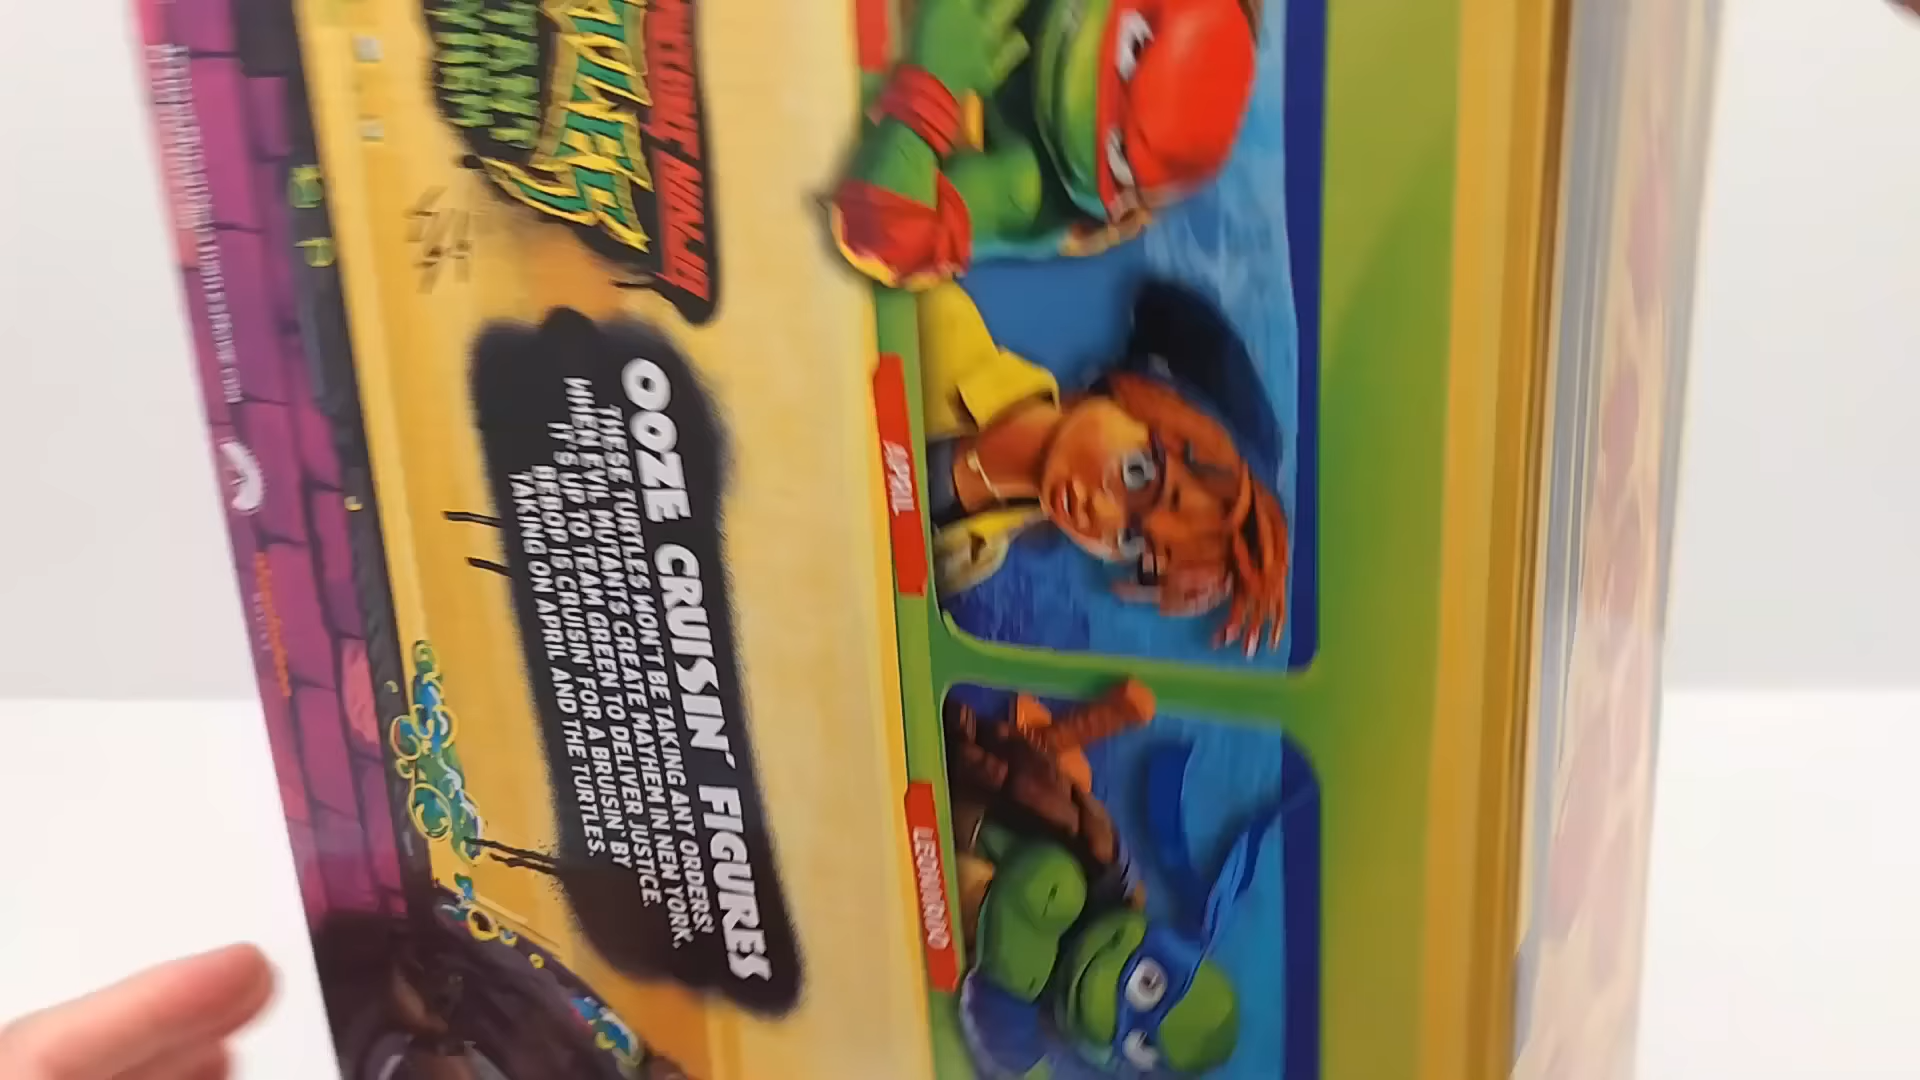 NINJA
TURTLES
MUTANT
MAYHEM
OOZE CRUISIN' FIGURES
THESE TURTLES WON'T BE TAKING ANY ORDERS!
WHEN EVIL MUTANTS CREATE MAYHEM IN NEW YORK,
IT'S UP TO TEAM GREEN TO DELIVER JUSTICE.
BEBOP IS CRUISIN' FOR A BRUISIN' BY
TAKING ON APRIL AND THE TURTLES.
APRIL
LEONARDO